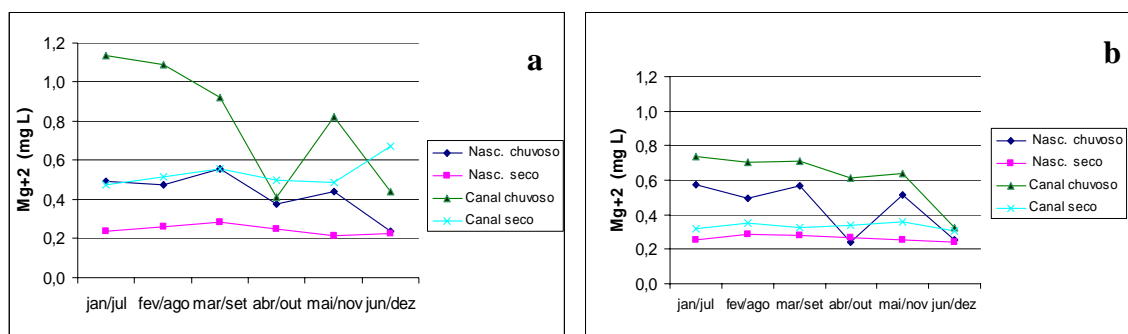 a
Mg+2 (mg L)
1,2
1,0
0,8
0,6
0,4
0,2
0,0
jan/jul fev/ago mar/set abr/out mai/nov jun/dez
Nasc. chuvoso
Nasc. seco
Canal chuvoso
Canal seco
b
Mg+2 (mg L)
1,2
1,0
0,8
0,6
0,4
0,2
0,0
jan/jul fev/ago mar/set abr/out mai/nov jun/dez
Nasc. chuvoso
Nasc. seco
Canal chuvoso
Canal seco